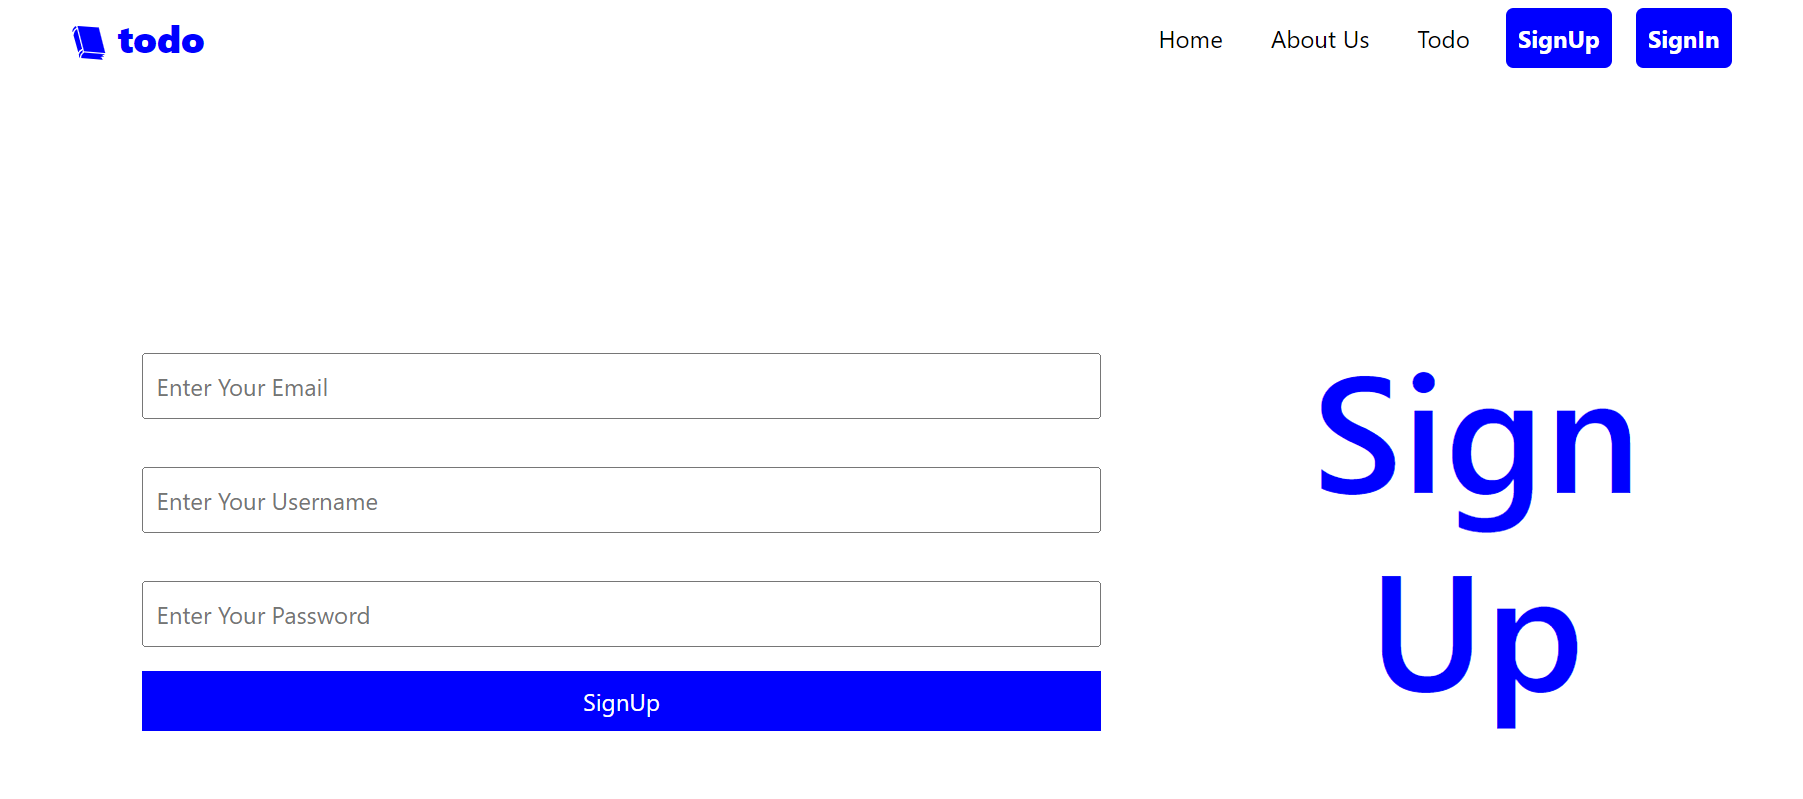 todo
Home About Us Todo SignUp SignIn
Enter Your Email
Enter Your Username
Enter Your Password
SignUp
Sign
Up